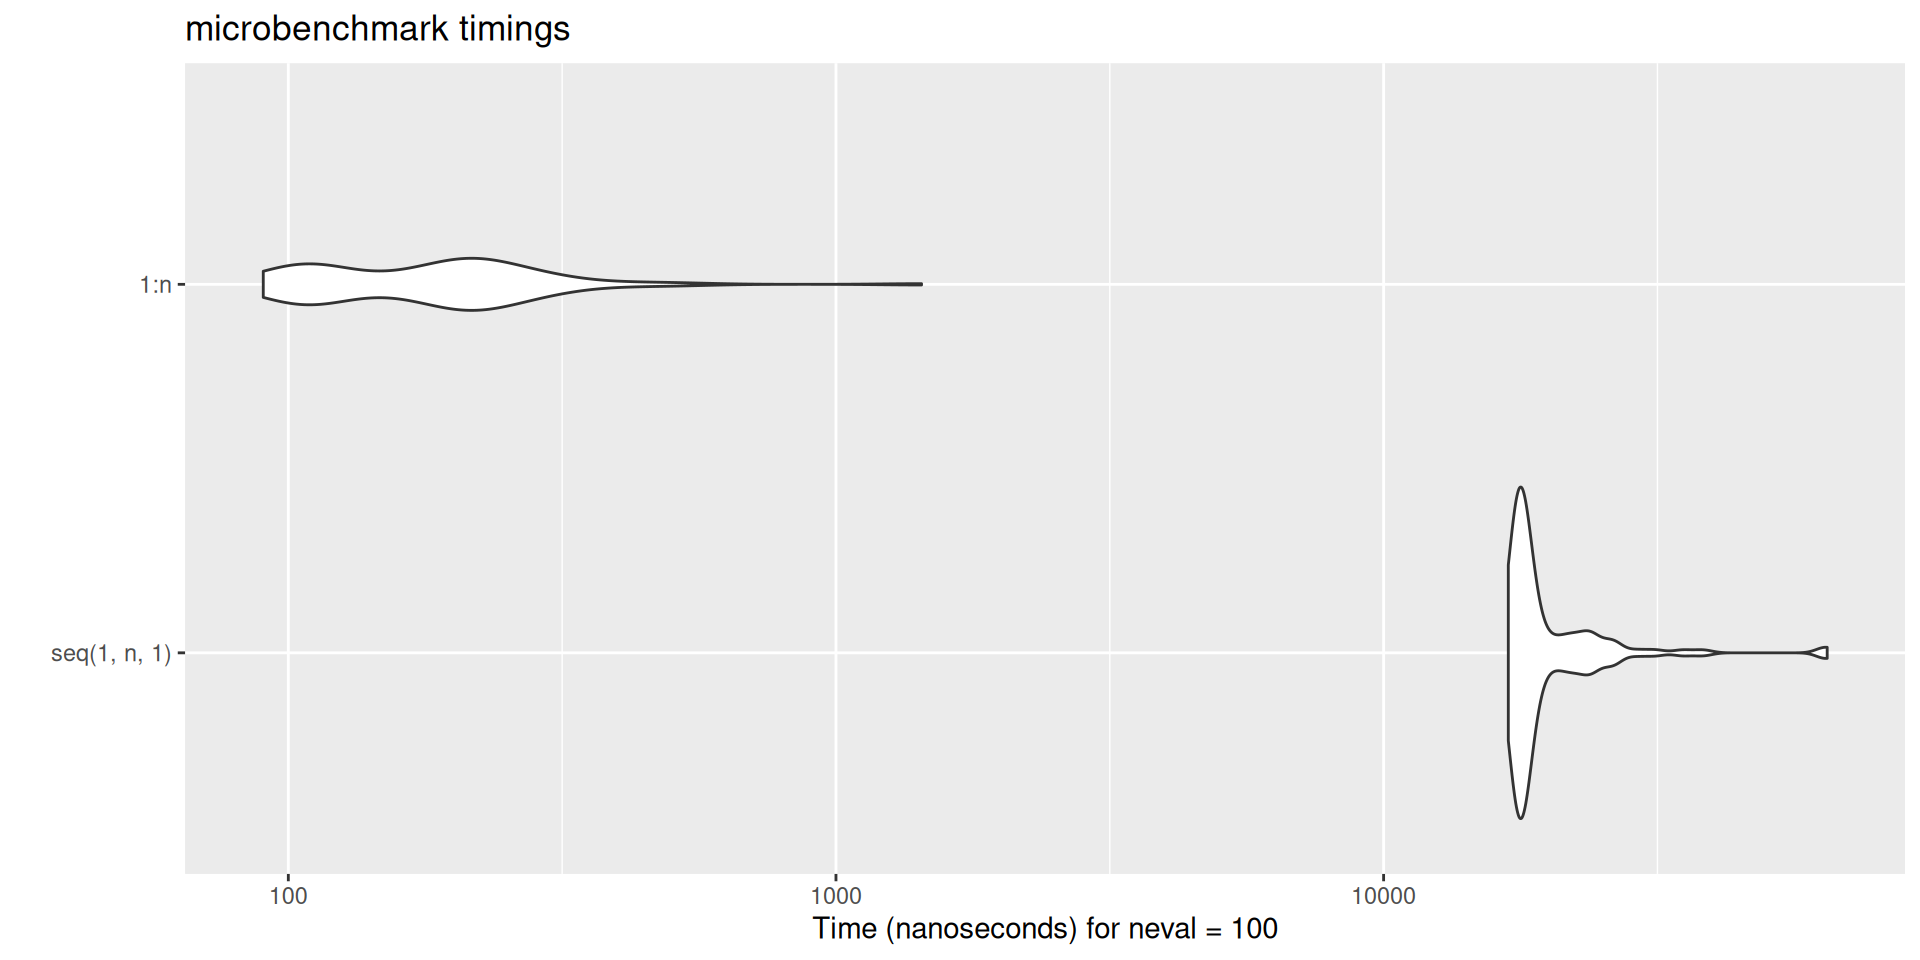 microbenchmark timings
1:n
seq(1, n, 1)
100
1000
10000
Time (nanoseconds) for neval = 100